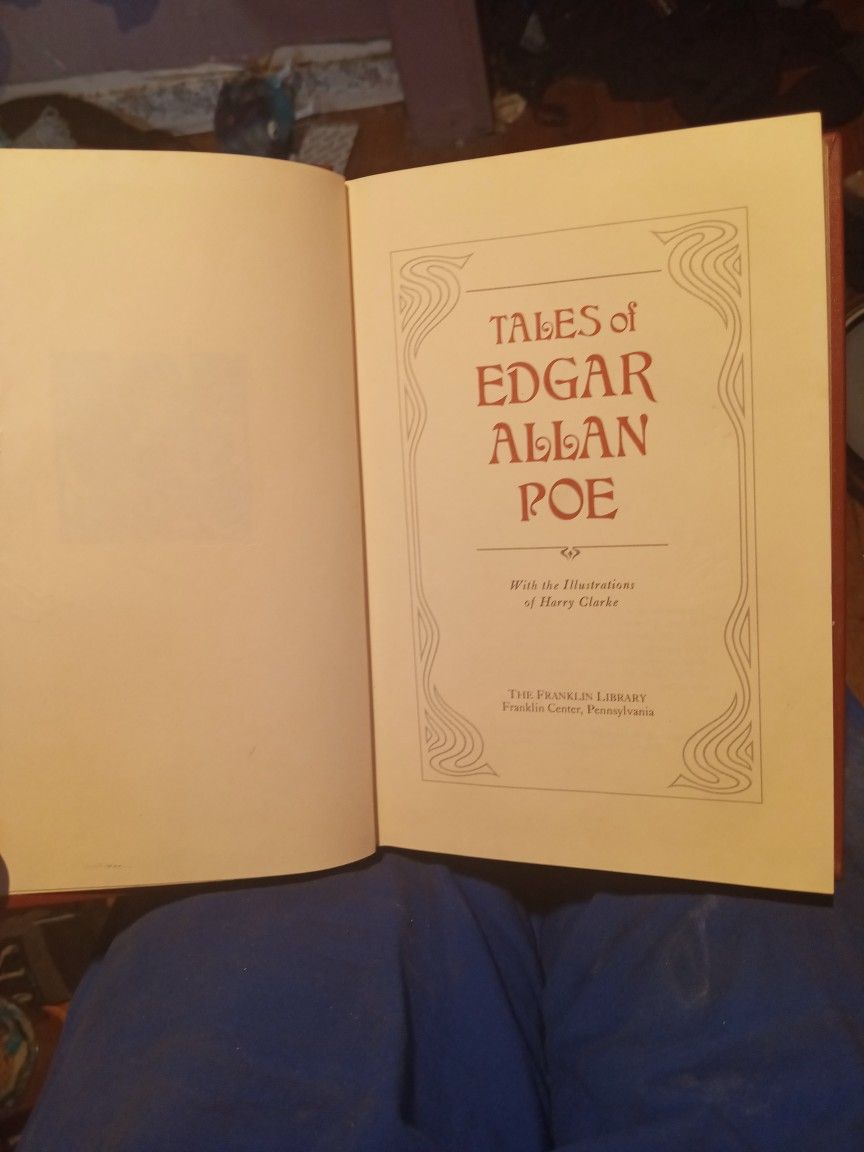 TALES of
EDGAR
ALLAN
POE
With the Illustrations
of Harry Clarke
THE FRANKLIN LIBRARY
Franklin Center, Pennsylvania